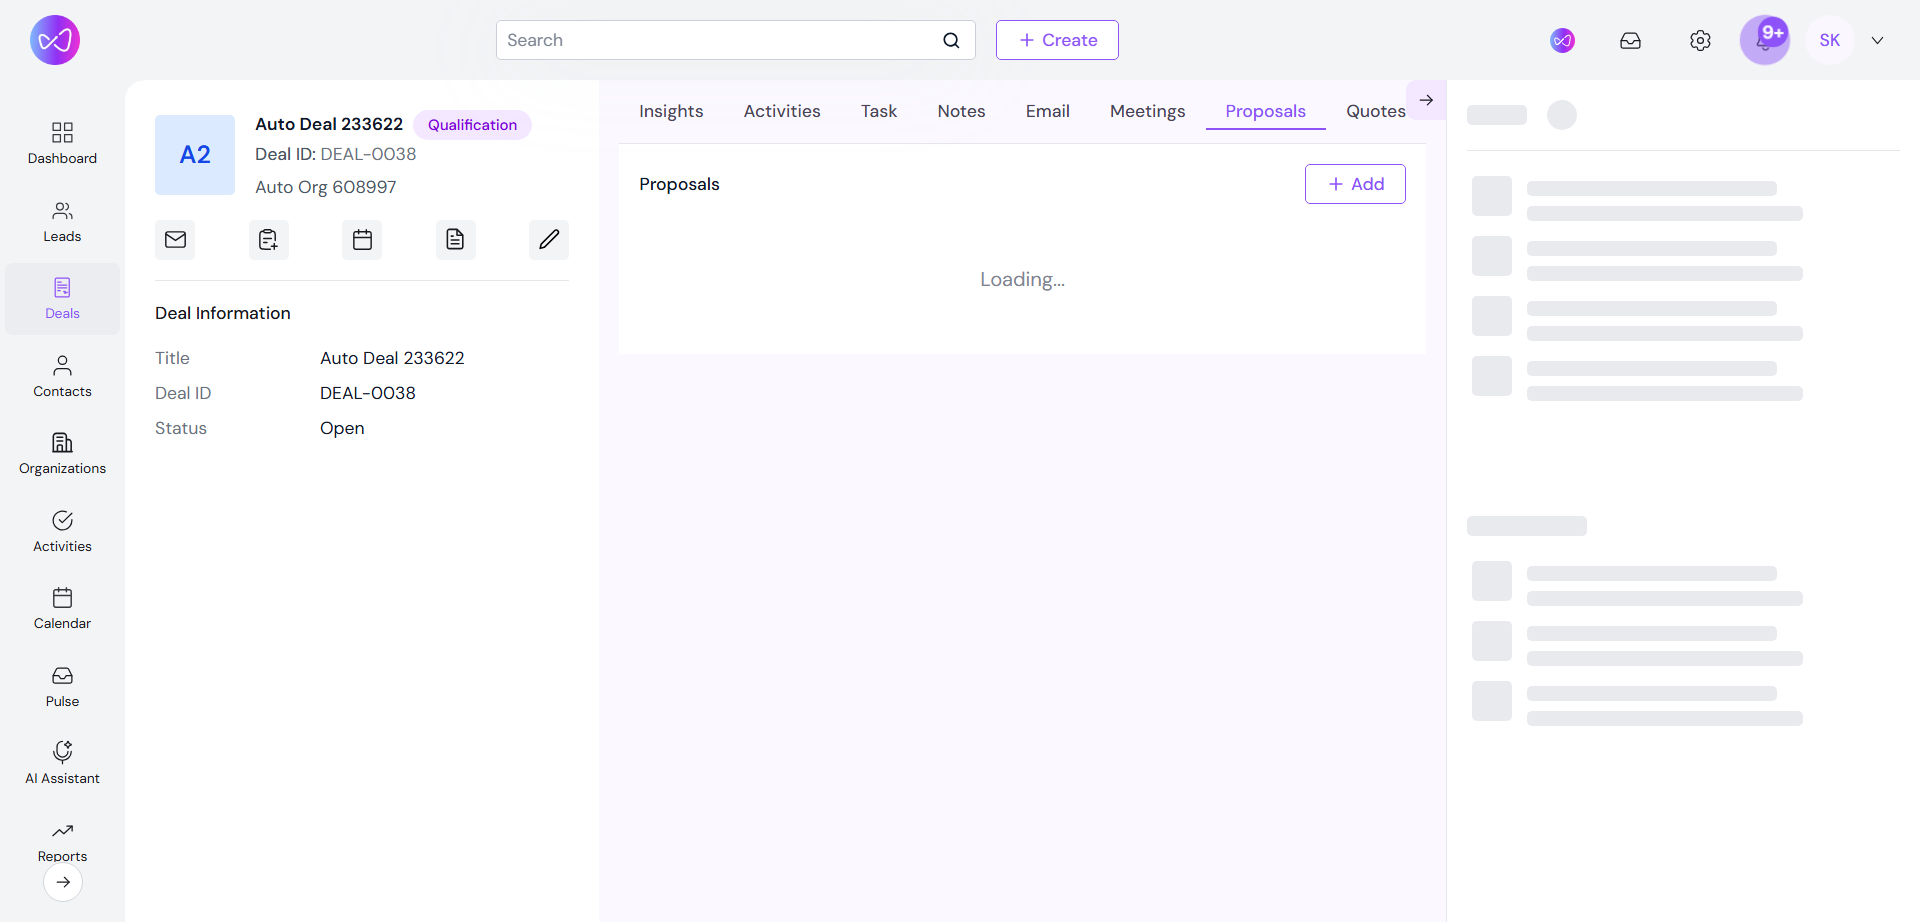 Search
Create
9+
SK
Dashboard
Leads
Deals
Contacts
Organizations
Activities
Calendar
Pulse
AI Assistant
Reports
A2
Auto Deal 233622
Qualification
Deal ID: DEAL-0038
Auto Org 608997
Deal Information
Title Auto Deal 233622
Deal ID DEAL-0038
Status Open
Insights Activities Task Notes Email Meetings Proposals Quotes
Proposals
Add
Loading...